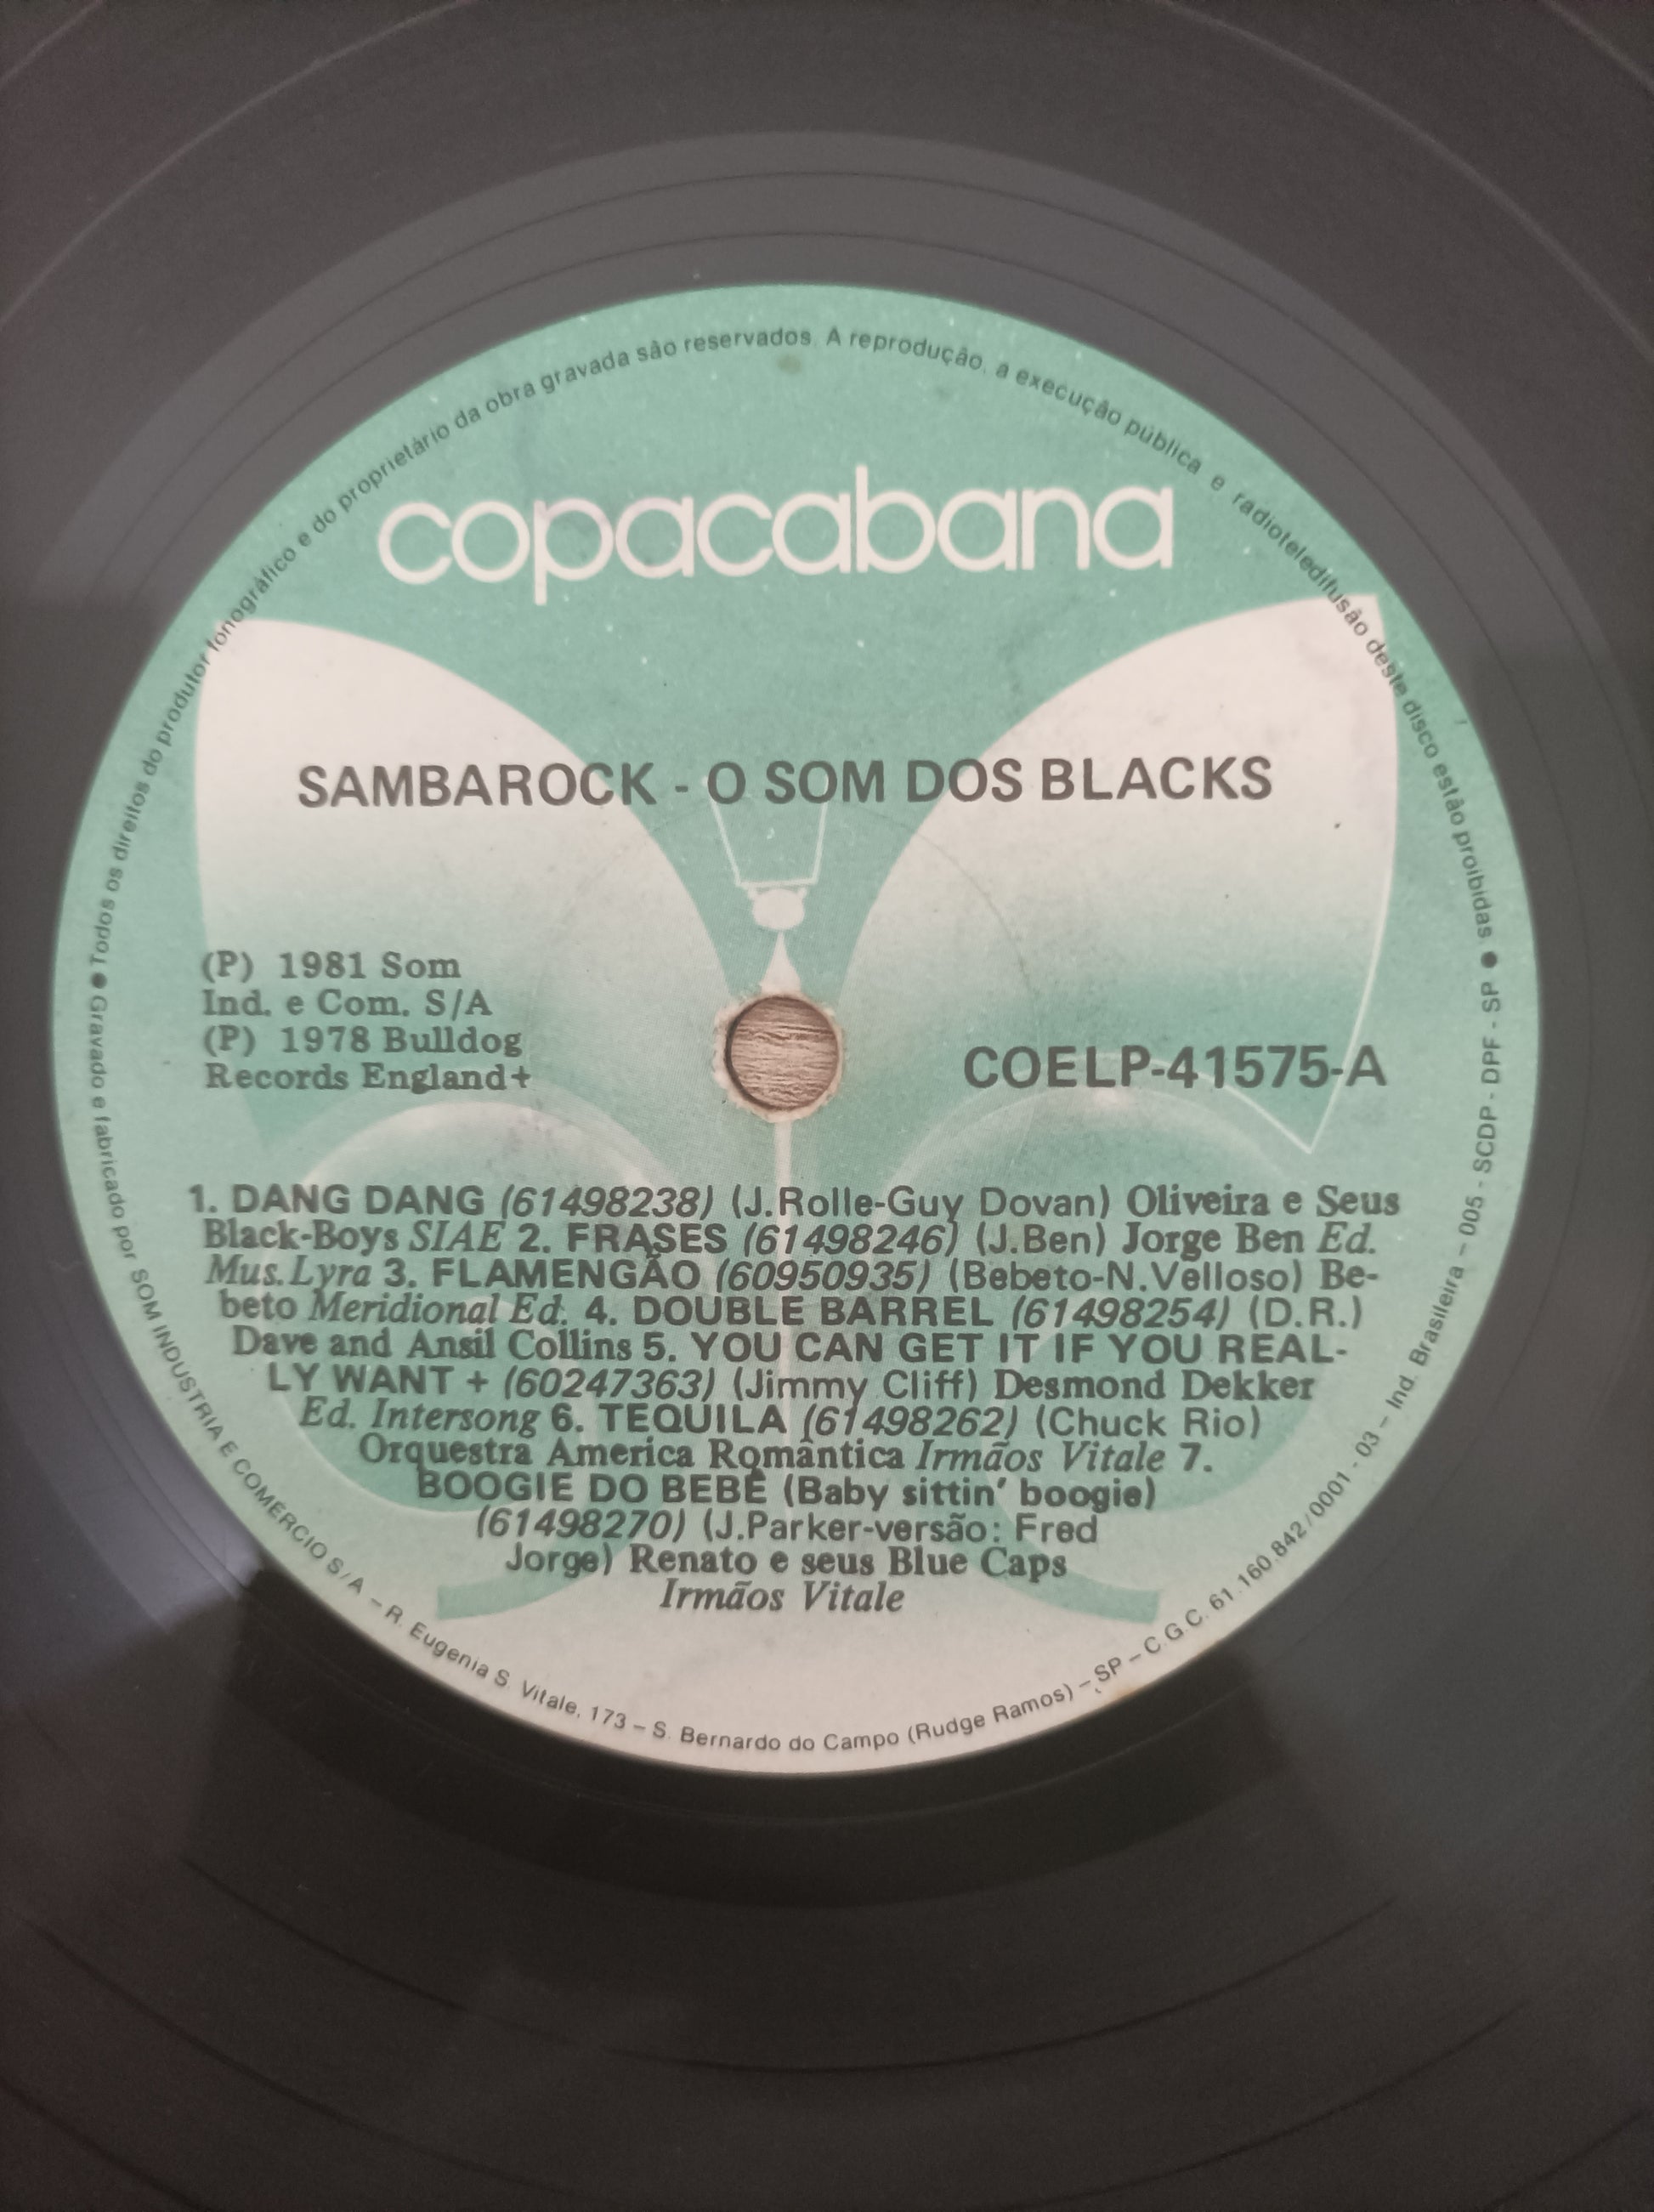 ● Todos os direitos do produtor fonográfico e do proprietário da obra gravada são reservados. A reprodução, a execução pública e radioteledifusão deste disco estão proibidas ●
copacabana
SAMBAROCK - O SOM DOS BLACKS
(P) 1981 Som
Ind. e Com. S/A
(P) 1978 Bulldog
Records England+
COELP-41575-A
1. DANG DANG (61498238) (J.Rolle-Guy Dovan) Oliveira e Seus
Black-Boys SIAE 2. FRASES (61498246) (J.Ben) Jorge Ben Ed.
Mus.Lyra 3. FLAMENGÃO (60950935) (Bebeto-N.Velloso) Be-
beto Meridional Ed. 4. DOUBLE BARREL (61498254) (D.R.)
Dave and Ansil Collins 5. YOU CAN GET IT IF YOU REAL-
LY WANT + (60247363) (Jimmy Cliff) Desmond Dekker
Ed. Intersong 6. TEQUILA (61498262) (Chuck Rio)
Orquestra America Romântica Irmãos Vitale 7.
BOOGIE DO BEBÊ (Baby sittin' boogie)
(61498270) (J.Parker-versão: Fred
Jorge) Renato e seus Blue Caps
Irmãos Vitale
Gravado e fabricado por SOM INDUSTRIA E COMERCIO S/A – R. Eugenia S. Vitale, 173 – S. Bernardo do Campo (Rudge Ramos) – SP – C.G.C. 61.160.842/0001 - 03 – Ind. Brasileira – 005 - SCDP - DPF - SP